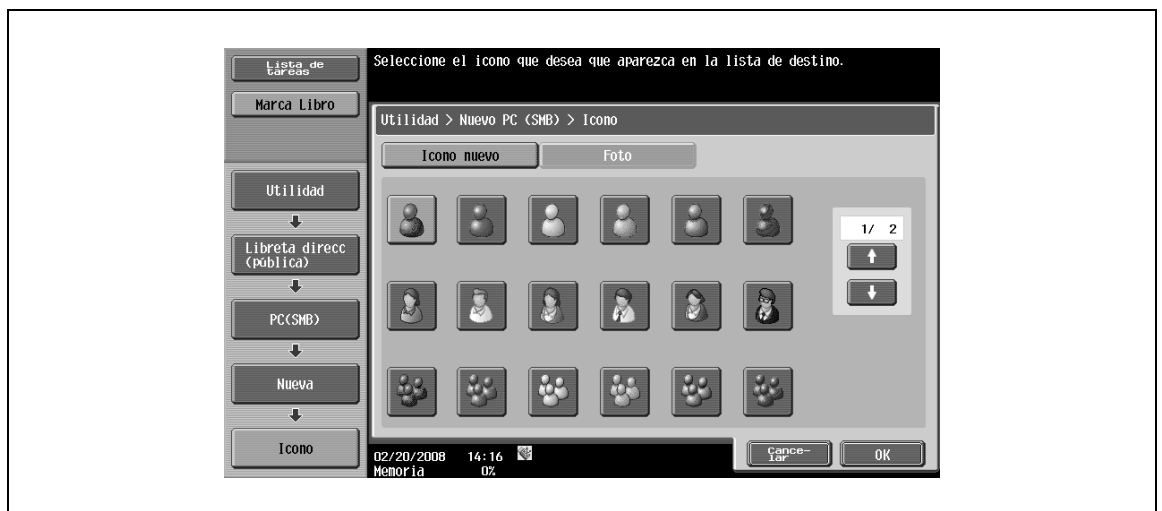 Lista de
tareas
Marca Libro
Utilidad
Libreta direcc
(pública)
PC(SMB)
Nueva
Icono
Seleccione el icono que desea que aparezca en la lista de destino.
Utilidad > Nuevo PC (SMB) > Icono
Icono nuevo
Foto
1/ 2
02/20/2008 14:16
Memoria 0%
Cance-
lar
OK